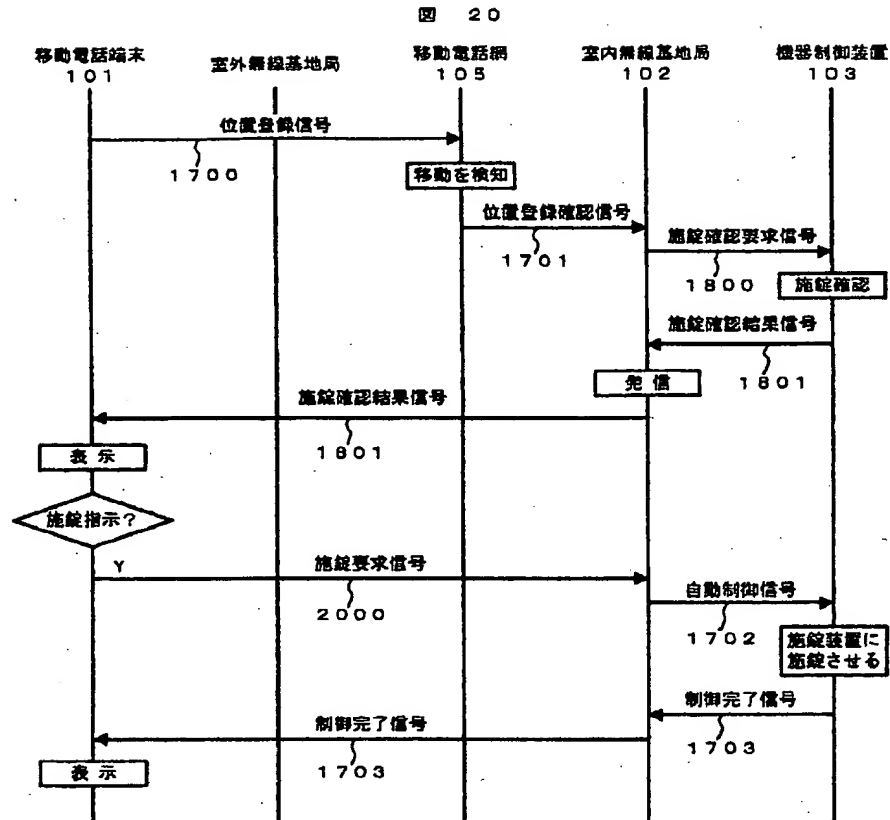 図 20
移動電話端末
101
室外無線基地局
移動電話網
105
室内無線基地局
102
機器制御装置
103
位置登録信号
1700
移動を検知
位置登録確認信号
1701
施錠確認要求信号
1800
施錠確認
施錠確認結果信号
1801
発信
施錠確認結果信号
1801
表示
施錠指示?
Y
施錠要求信号
2000
自動制御信号
1702
施錠装置に
施錠させる
制御完了信号
1703
制御完了信号
1703
表示